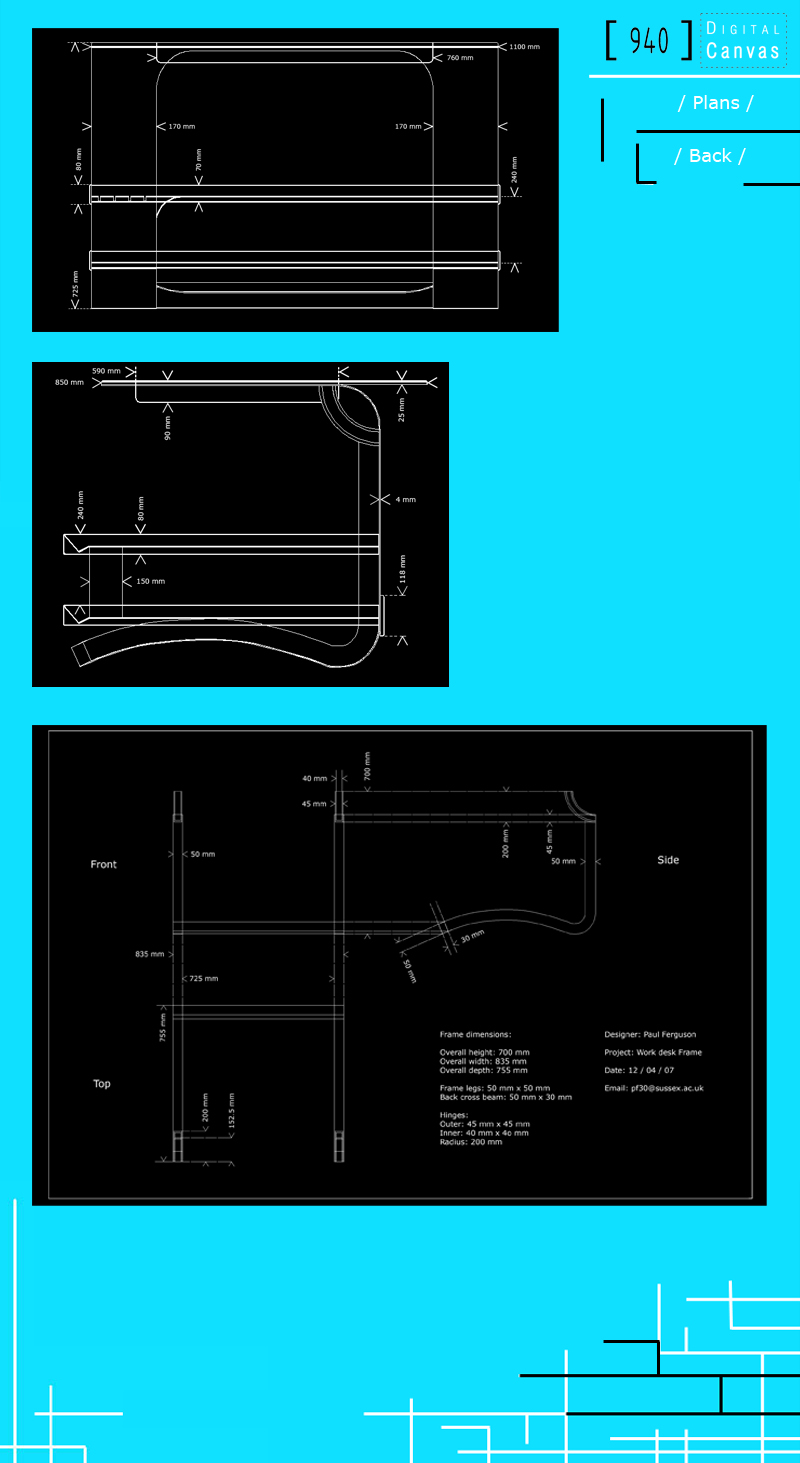 [ 940 ]
DIGITAL
Canvas
/ Plans /
/ Back /
1100 mm
760 mm
170 mm
170 mm
80 mm
70 mm
240 mm
725 mm
590 mm
850 mm
90 mm
25 mm
240 mm
80 mm
4 mm
150 mm
118 mm
40 mm
700 mm
45 mm
Front
50 mm
200 mm
45 mm
50 mm
Side
30 mm
50 mm
835 mm
725 mm
755 mm
Top
200 mm
152.5 mm
Frame dimensions:
Overall height: 700 mm
Overall width: 835 mm
Overall depth: 755 mm
Frame legs: 50 mm x 50 mm
Back cross beam: 50 mm x 30 mm
Hinges:
Outer: 45 mm x 45 mm
Inner: 40 mm x 40 mm
Radius: 200 mm
Designer: Paul Ferguson
Project: Work desk Frame
Date: 12 / 04 / 07
Email: pf30@sussex.ac.uk